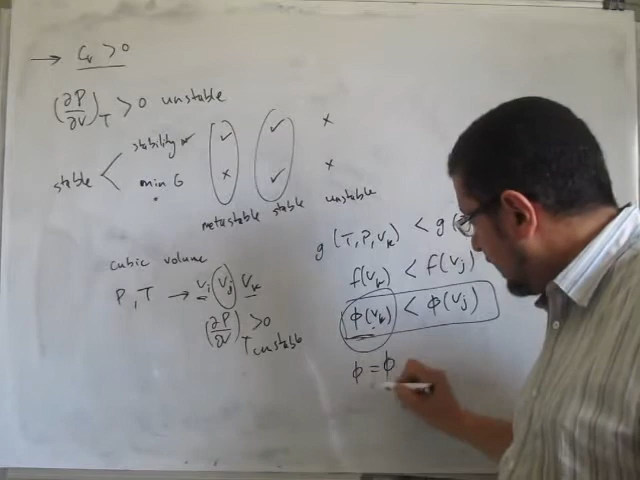 → Cv > 0
(∂P/∂v)T > 0 unstable
stability ✓ ✓ ✓ ×
stable <
min G × ✓ ×
metastable stable unstable
cubic volume
P, T → vi vj vk
(∂P/∂v)T > 0
unstable
g (T, P, vk) < g(
f(vk) < f(vj)
ϕ(vk) < ϕ(vj)
ϕ = ϕ